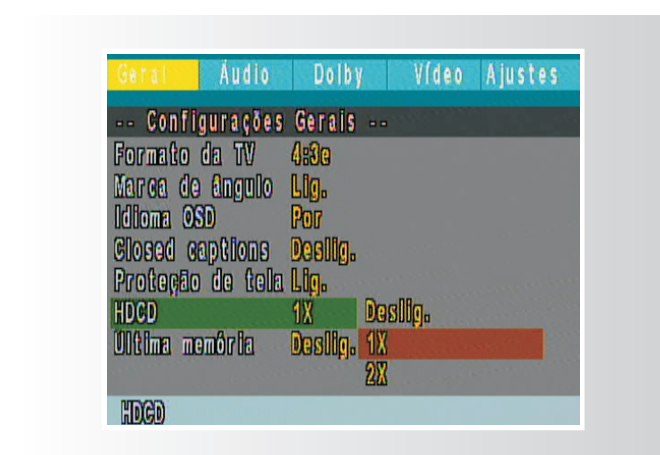 Geral Áudio Dolby Vídeo Ajustes
-- Configurações Gerais --
Formato da TV 4:3e
Marca de ângulo Lig.
Idioma OSD Por
Closed captions Deslig.
Proteção de tela Lig.
HDCD 1X Deslig.
Última memória Deslig. 1X
2X
HDCD